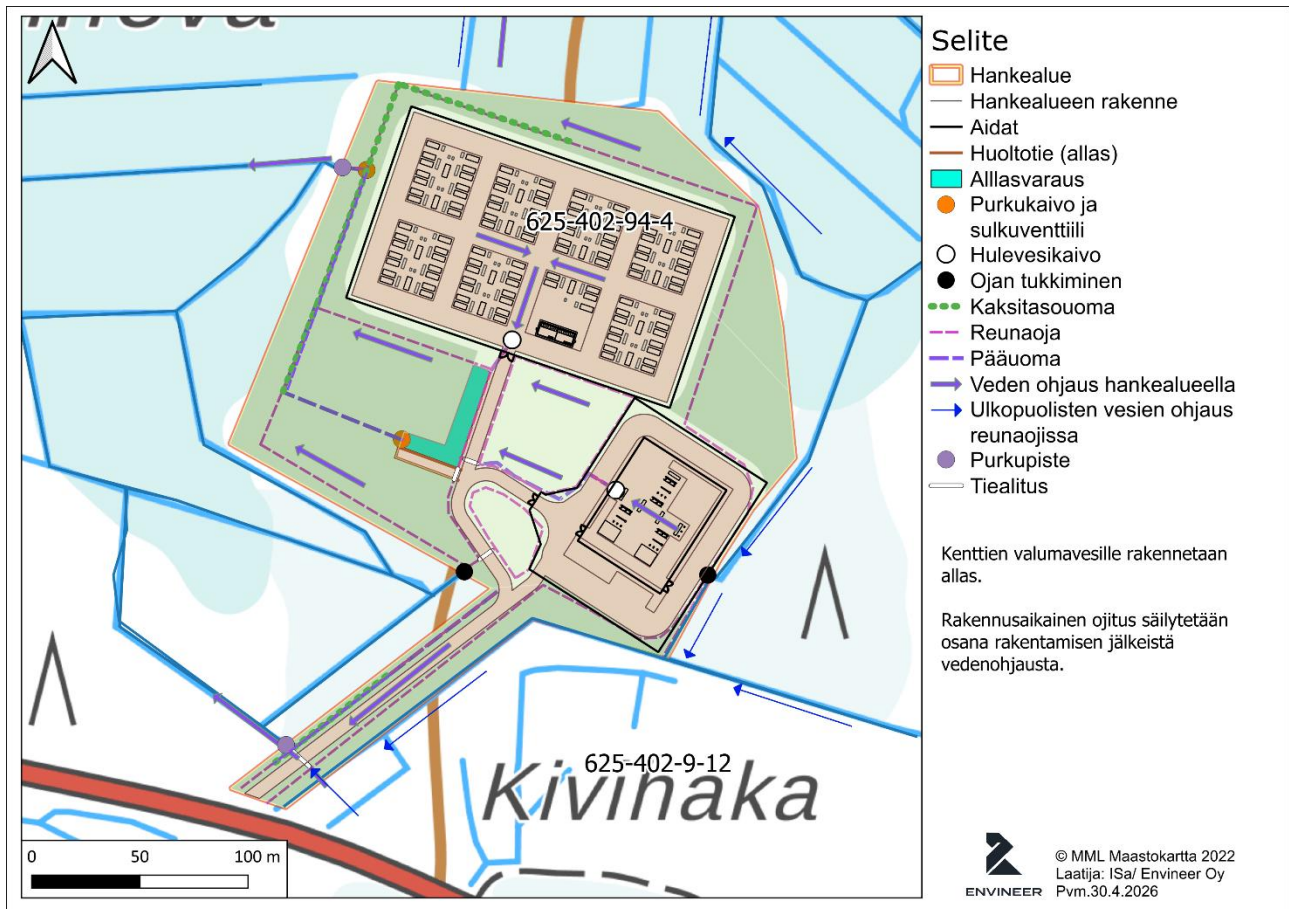 Selite
Hankealue
Hankealueen rakenne
Aidat
Huoltotie (allas)
Alllasvaraus
Purkukaivo ja
sulkuventtiili
Hulevesikaivo
Ojan tukkiminen
Kaksitasouoma
Reunaoja
Pääuoma
Veden ohjaus hankealueella
Ulkopuolisten vesien ohjaus
reunaojissa
Purkupiste
Tiealitus
Kenttien valumavesille rakennetaan
allas.
Rakennusaikainen ojitus säilytetään
osana rakentamisen jälkeistä
vedenohjausta.
625-402-94-4
625-402-9-12
Kivihaka
0 50 100 m
ENVINEER
© MML Maastokartta 2022
Laatija: ISa/ Envineer Oy
Pvm.30.4.2026